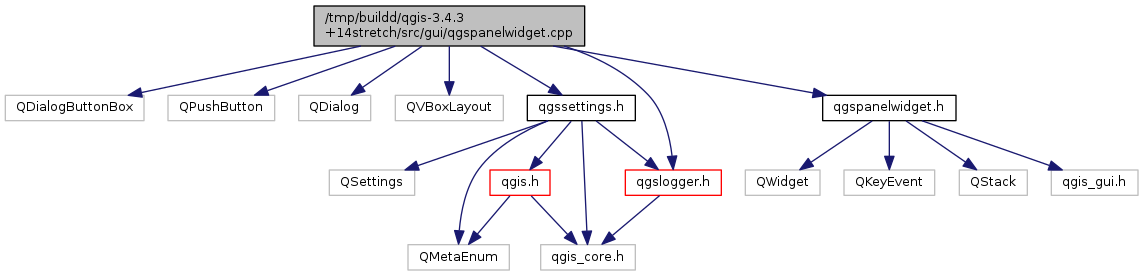 /tmp/buildd/qgis-3.4.3
+14stretch/src/gui/qgspanelwidget.cpp
QDialogButtonBox
QPushButton
QDialog
QVBoxLayout
qgssettings.h
qgspanelwidget.h
QSettings
qgis.h
qgslogger.h
QWidget
QKeyEvent
QStack
qgis_gui.h
QMetaEnum
qgis_core.h